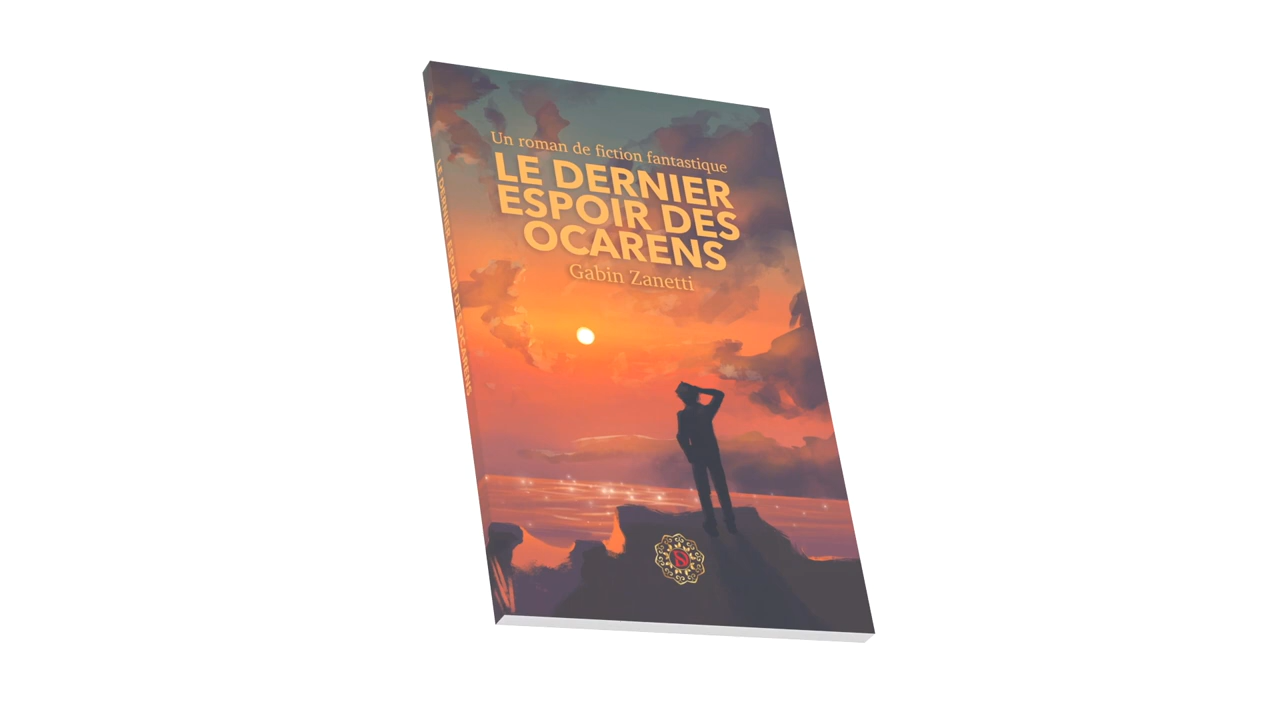 Un roman de fiction fantastique
LE DERNIER
ESPOIR DES
OCARENS
Gabin Zanetti
LE DERNIER ESPOIR DES OCARENS